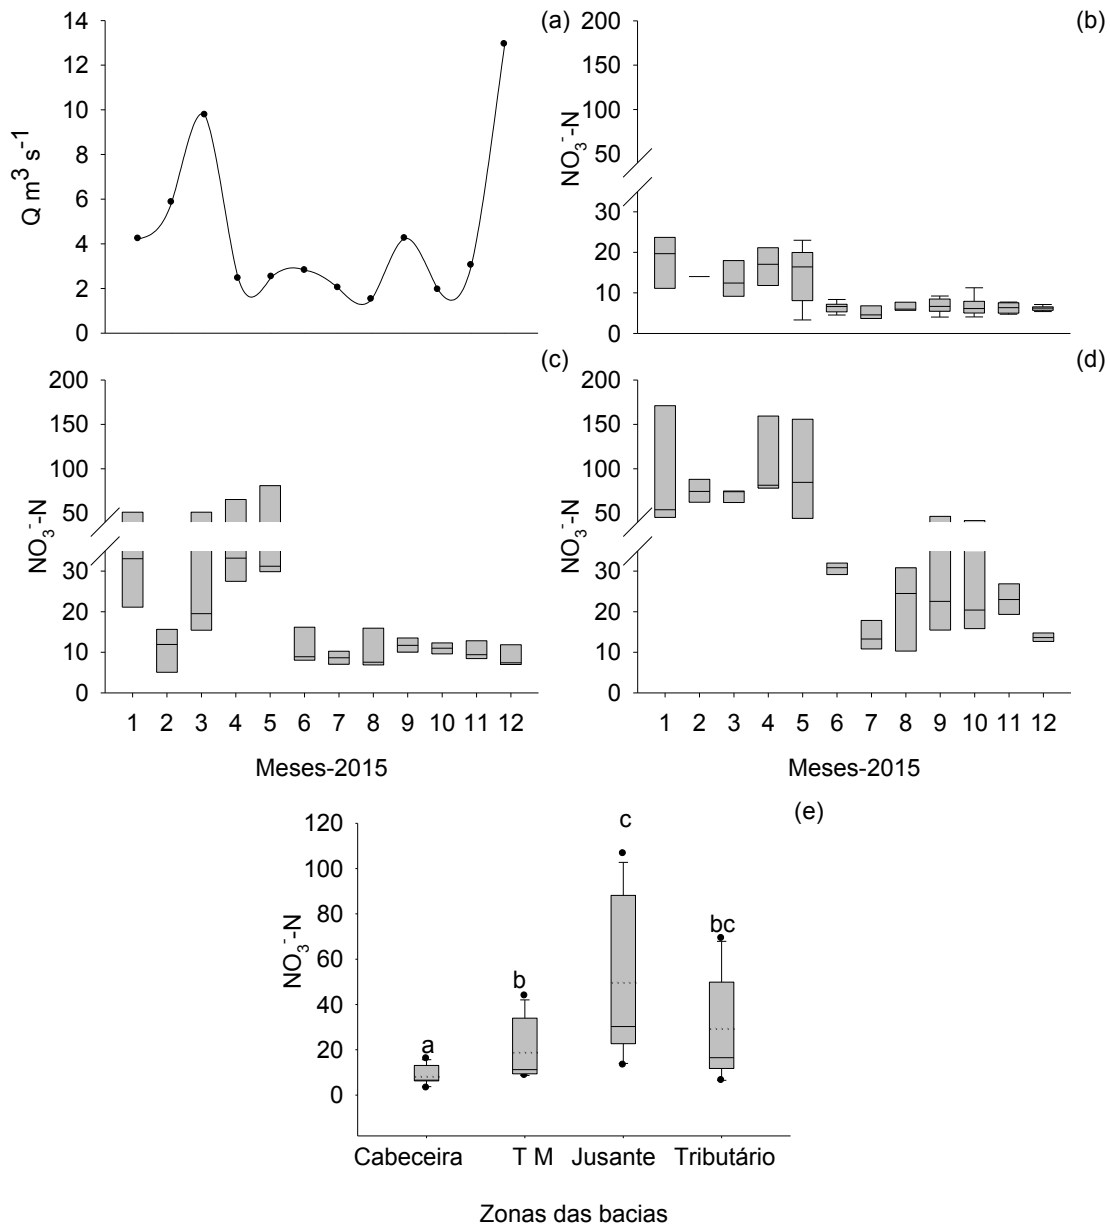 (a)
14
12
10
8
6
4
2
0
Q m³ s⁻¹
(b)
200
150
100
50
30
20
10
0
NO₃⁻-N
(c)
200
150
100
50
30
20
10
0
NO₃⁻-N
1 2 3 4 5 6 7 8 9 10 11 12
Meses-2015
(d)
200
150
100
50
30
20
10
0
NO₃⁻-N
1 2 3 4 5 6 7 8 9 10 11 12
Meses-2015
(e)
120
100
80
60
40
20
0
NO₃⁻-N
a
b
c
bc
Cabeceira T M Jusante Tributário
Zonas das bacias